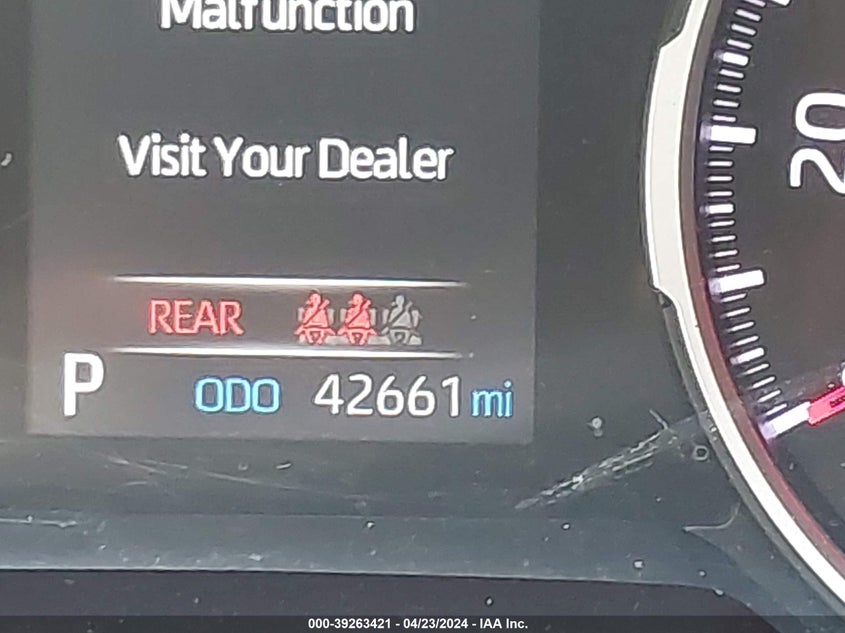 Malfunction
Visit Your Dealer
REAR
P ODO 42661 mi
20
000-39263421 - 04/23/2024 - IAA Inc.